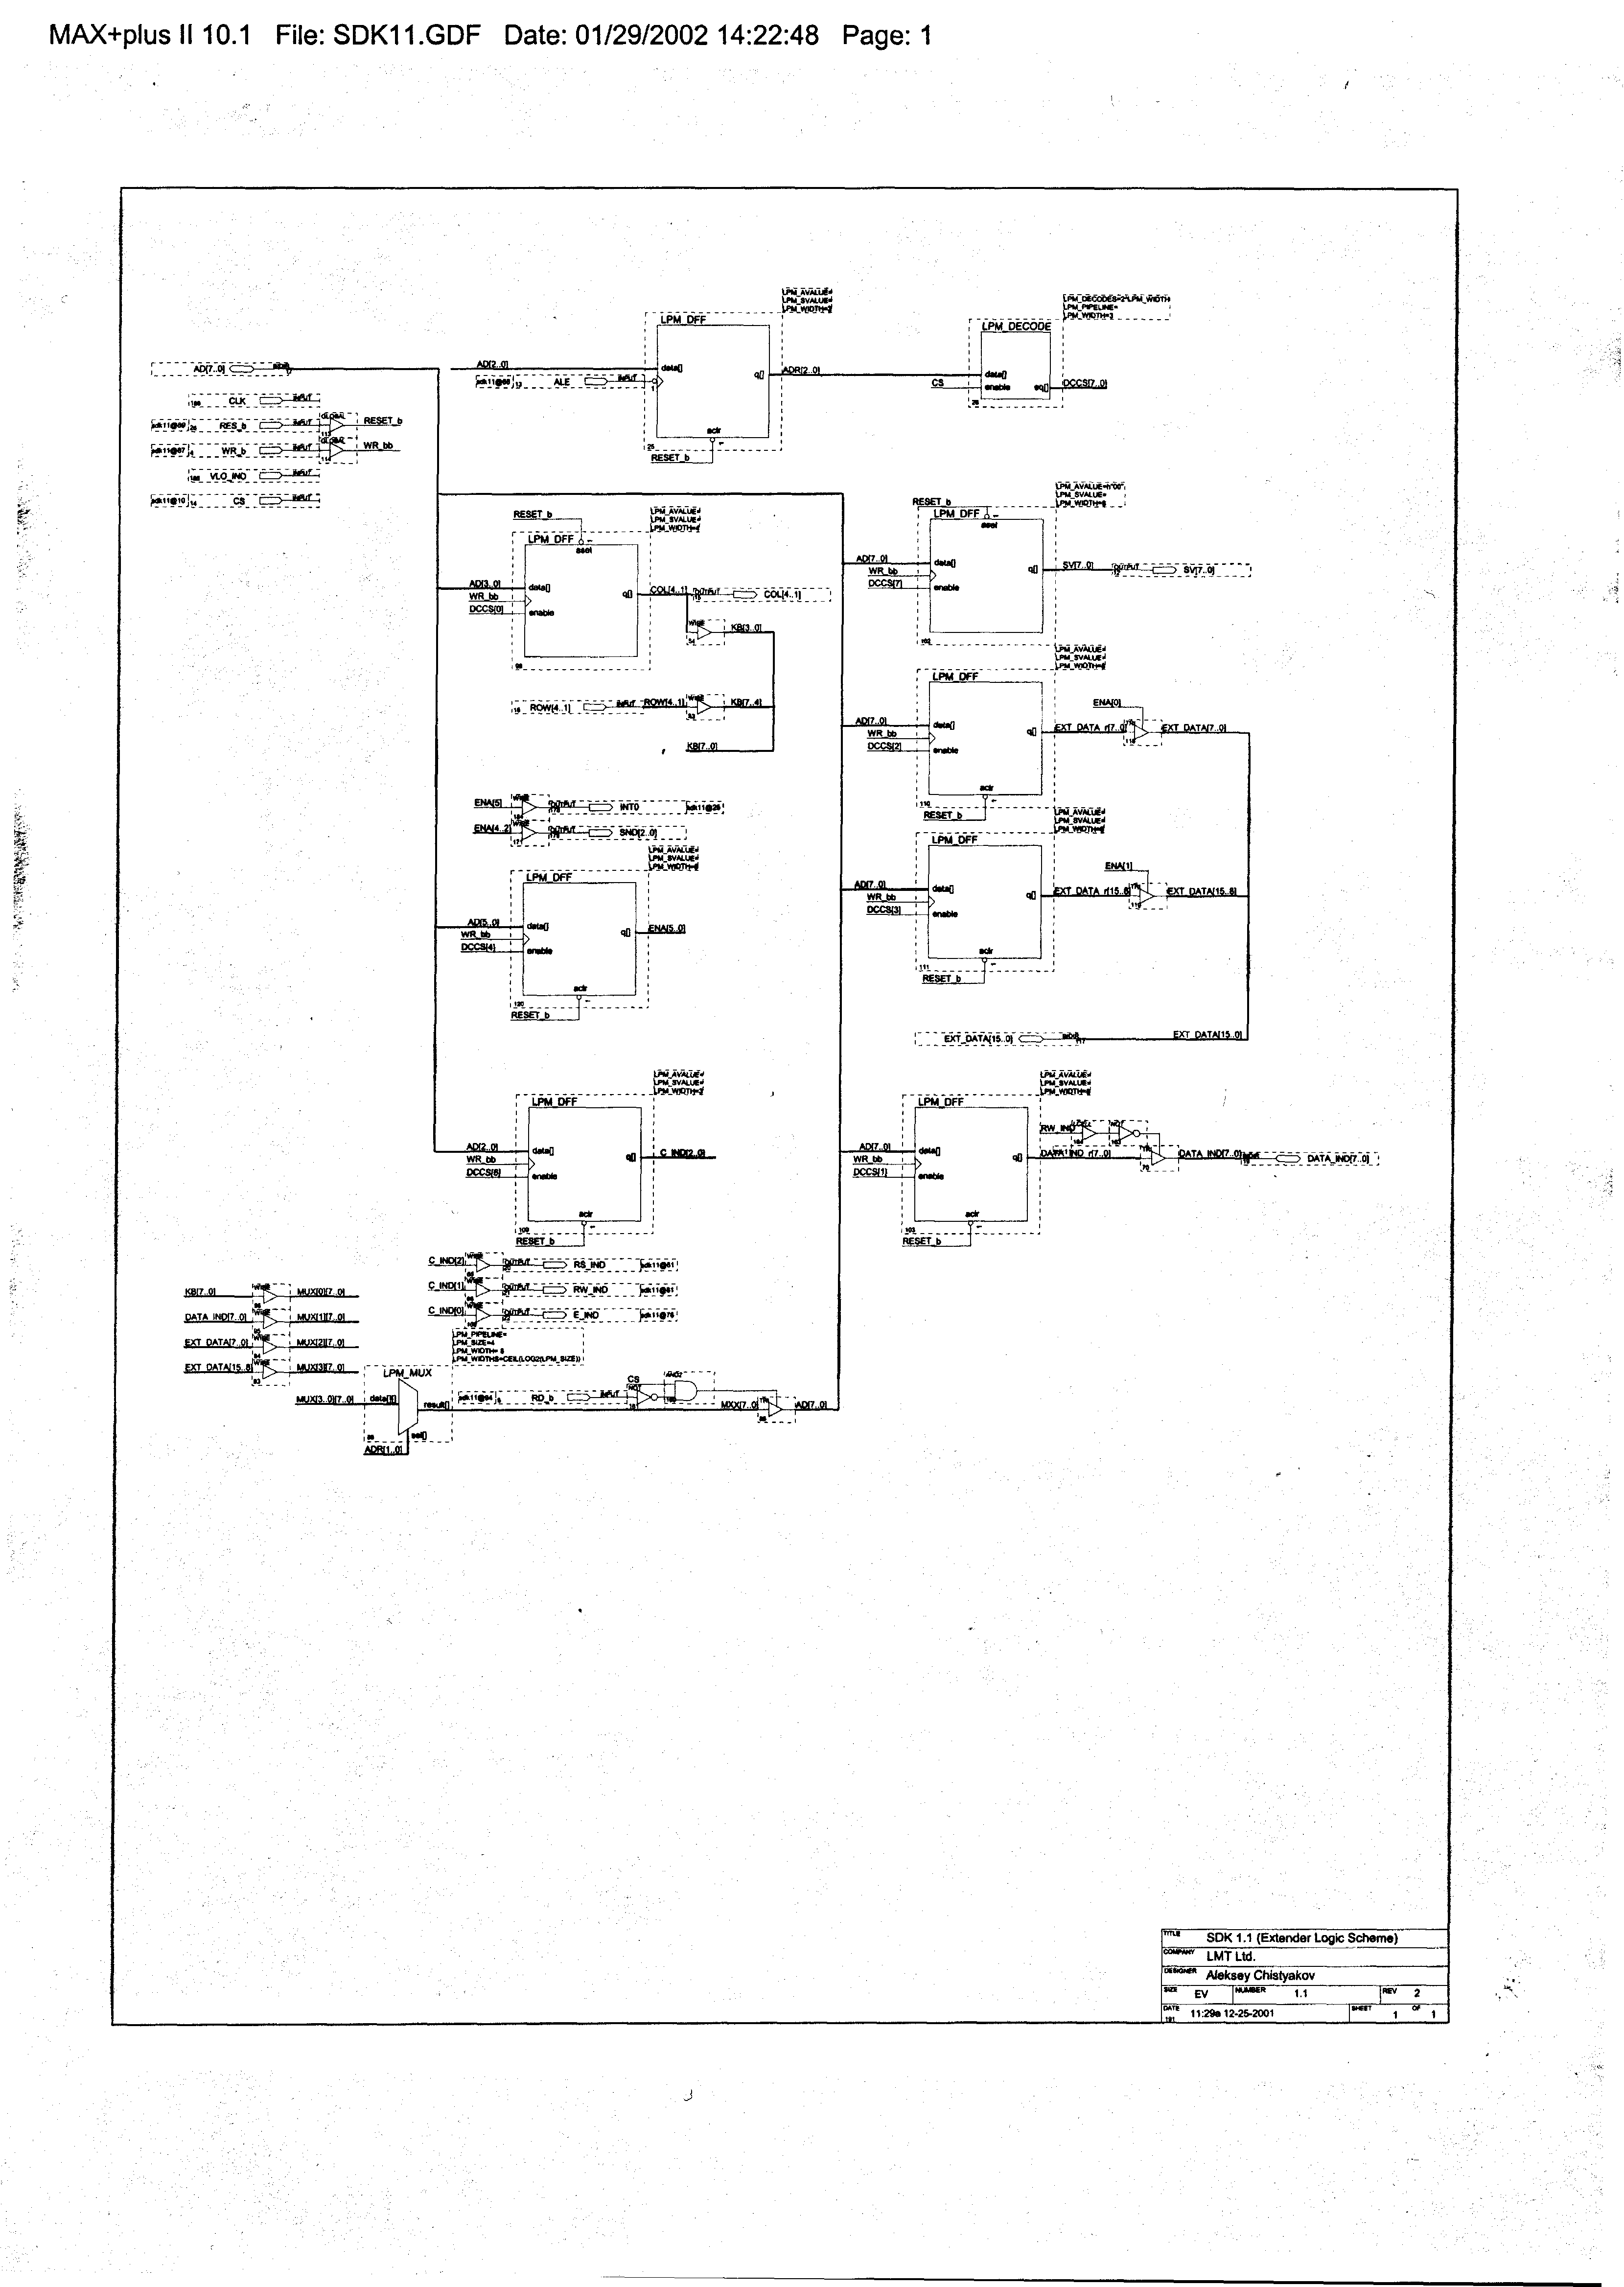 MAX+plus II 10.1 File: SDK11.GDF Date: 01/29/2002 14:22:48 Page: 1
LPM_AVALUE=
LPM_SVALUE=
LPM_DFF
LPM_DECODES=2^LPM_WIDTH
LPM_PIPELINE=
LPM_WIDTH=3
LPM_DECODE
AD[7..0]
AD[2..0]
data[]
q[]
ADR[2..0]
data[]
ALE
INPUT
CS
enable
eq[]
DCCS[7..0]
CLK
INPUT
RES_b
INPUT
RESET_b
aclr
RESET_b
WR_b
INPUT
WR_bb
VLO_IND
INPUT
CS
INPUT
RESET_b
LPM_AVALUE=
LPM_SVALUE=
LPM_DFF
aset
AD[3..0]
data[]
WR_bb
DCCS[0]
enable
q[]
COL[4..1]
OUTPUT
COL[4..1]
KB[3..0]
ROW[4..1]
INPUT
ROW[4..1]
KB[7..4]
KB[7..0]
LPM_SVALUE=
RESET_b
LPM_DFF
aset
AD[7..0]
data[]
WR_bb
DCCS[7]
enable
q[]
SV[7..0]
OUTPUT
SV[7..0]
LPM_AVALUE=
LPM_SVALUE=
LPM_DFF
ENA[0]
AD[7..0]
data[]
WR_bb
DCCS[2]
enable
q[]
EXT_DATA_r[7..0]
EXT_DATA[7..0]
aclr
RESET_b
ENA[5]
OUTPUT
INT0
ENA[4..2]
OUTPUT
SND[2..0]
LPM_AVALUE=
LPM_SVALUE=
LPM_DFF
AD[5..0]
data[]
WR_bb
DCCS[4]
enable
q[]
ENA[5..0]
aclr
RESET_b
LPM_AVALUE=
LPM_SVALUE=
LPM_DFF
ENA[1]
AD[7..0]
data[]
WR_bb
DCCS[3]
enable
q[]
EXT_DATA_r[15..8]
EXT_DATA[15..8]
aclr
RESET_b
EXT_DATA[15..0]
EXT_DATA[15..0]
LPM_AVALUE=
LPM_SVALUE=
LPM_DFF
AD[2..0]
data[]
WR_bb
enable
q[]
C_IND[2..0]
aclr
RESET_b
LPM_AVALUE=
LPM_SVALUE=
LPM_DFF
RW_IND
AD[7..0]
data[]
WR_bb
DCCS[1]
enable
q[]
DATA_IND_r[7..0]
DATA_IND[7..0]
DATA_IND[7..0]
aclr
RESET_b
C_IND[2]
OUTPUT
RS_IND
C_IND[1]
OUTPUT
RW_IND
C_IND[0]
OUTPUT
E_IND
KB[7..0]
MUX[0][7..0]
DATA_IND[7..0]
MUX[1][7..0]
EXT_DATA[7..0]
MUX[2][7..0]
EXT_DATA[15..8]
MUX[3][7..0]
LPM_PIPELINE=
LPM_SIZE=4
LPM_WIDTH= 8
LPM_WIDTHS=CEIL(LOG2(LPM_SIZE))
LPM_MUX
MUX[3..0][7..0]
data[][]
result[]
sel[]
ADR[1..0]
RD_b
INPUT
CS
NOT
AND2
MXX[7..0]
AD[7..0]
TITLE SDK 1.1 (Extender Logic Scheme)
COMPANY LMT Ltd.
DESIGNER Aleksey Chistyakov
SIZE EV NUMBER 1.1 REV 2
DATE 11:29a 12-25-2001 SHEET 1 OF 1